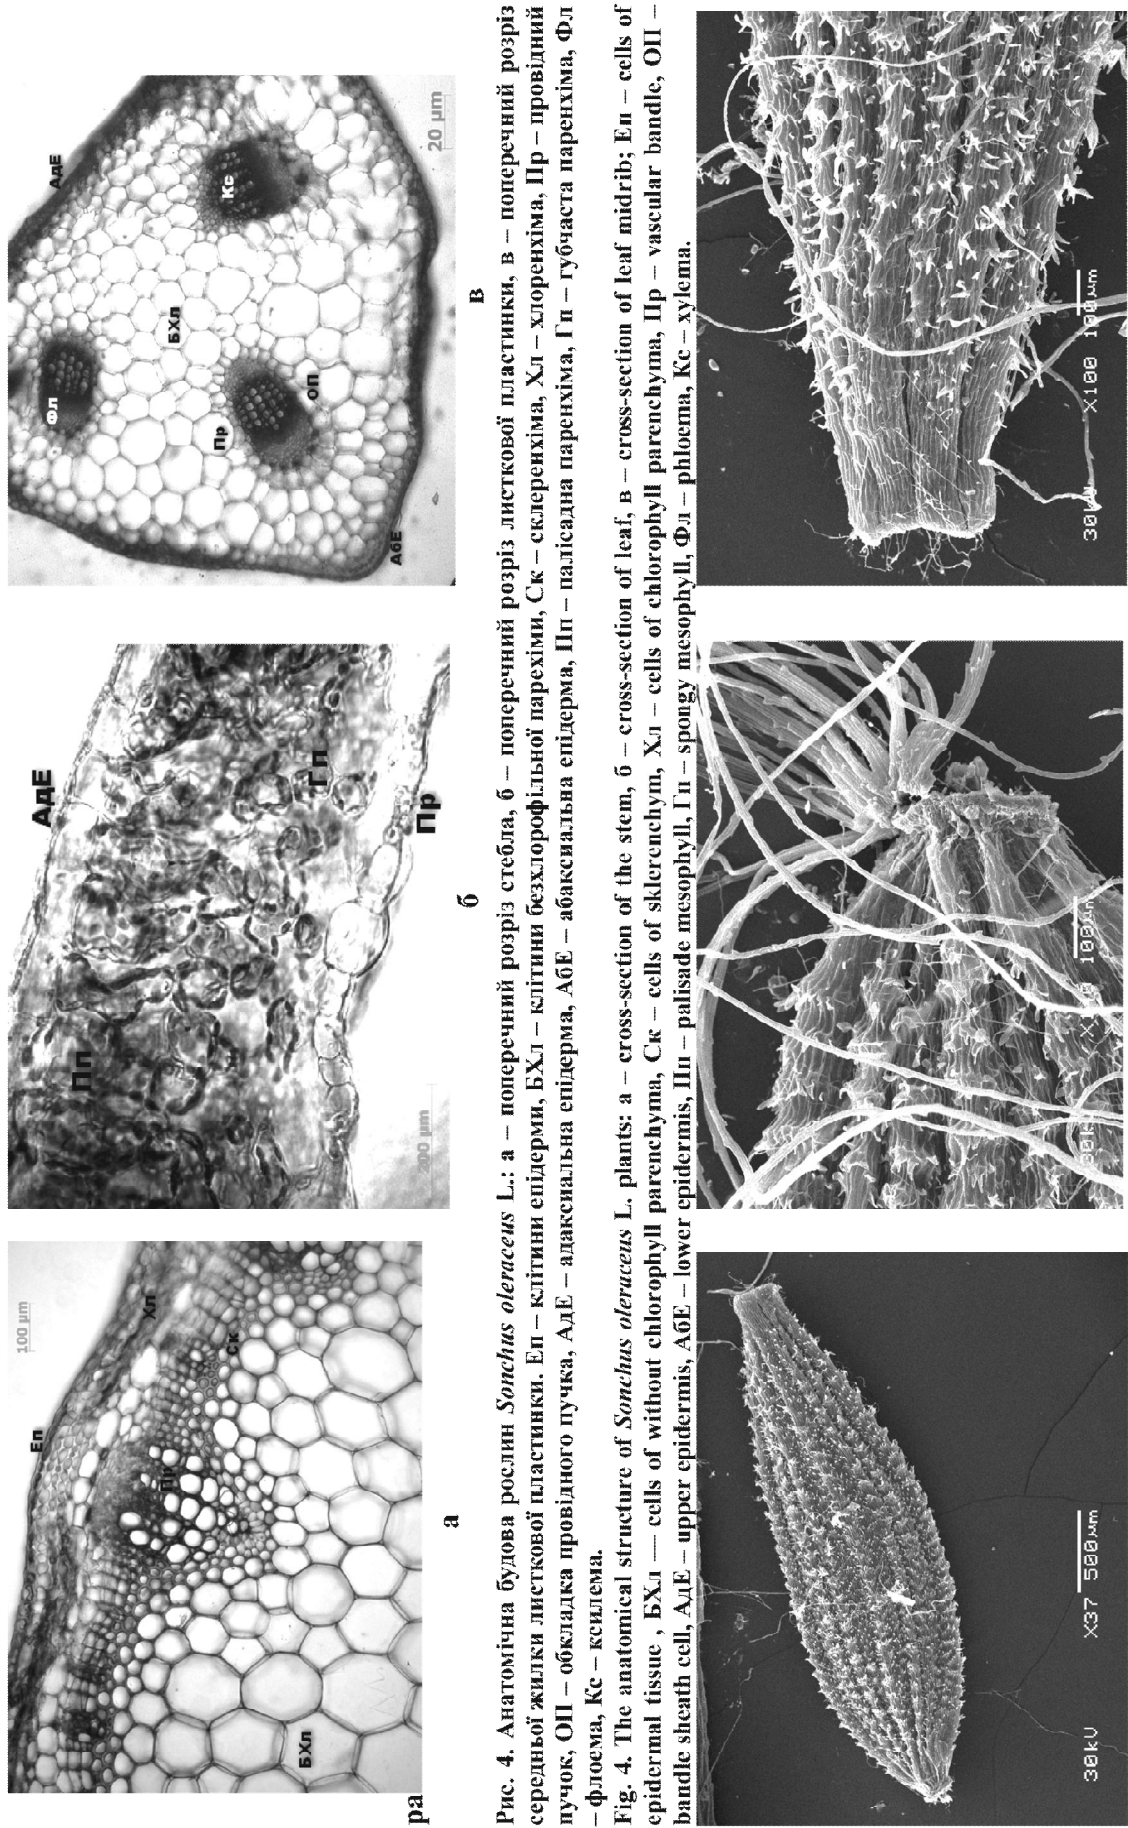 100 µm
Еп
Хл
Пр
Ск
БХл
АдЕ
Пп
Гп
Пр
µm
АдЕ
Фл
БХл
Кс
Пр
ОП
АбЕ
20 µm
ра
а
б
в
Рис. 4. Анатомічна будова рослин Sonchus oleraceus L.: а – поперечний розріз стебла, б – поперечний розріз листкової пластинки, в – поперечний розріз
середньої жилки листкової пластинки. Еп – клітини епідерми, БХл – клітини безхлорофільної парехіми, Ск – склеренхіма, Хл – хлоренхіма, Пр – провідний
пучок, ОП – обкладка провідного пучка, АдЕ – адаксиальна епідерма, АбЕ – абаксиальна епідерма, Пп – палісадна паренхіма, Гп – губчаста паренхіма, Фл
– флоема, Кс – ксилема.
Fig. 4. The anatomical structure of Sonchus oleraceus L. plants: а – cross-section of the stem, б – cross-section of leaf, в – cross-section of leaf midrib; Еп – cells of
epidermal tissue , БХл — cells of without chlorophyll parenchyma, Ск – cells of sklerenchym, Хл – cells of chlorophyll parenchyma, Пр – vascular bandle, ОП –
bandle sheath cell, АдЕ – upper epidermis, АбЕ – lower epidermis, Пп – palisade mesophyll, Гп – spongy mesophyll, Фл – phloema, Кс – xylema.
30kV X37 500µm
100µm
30kV X100 100µm